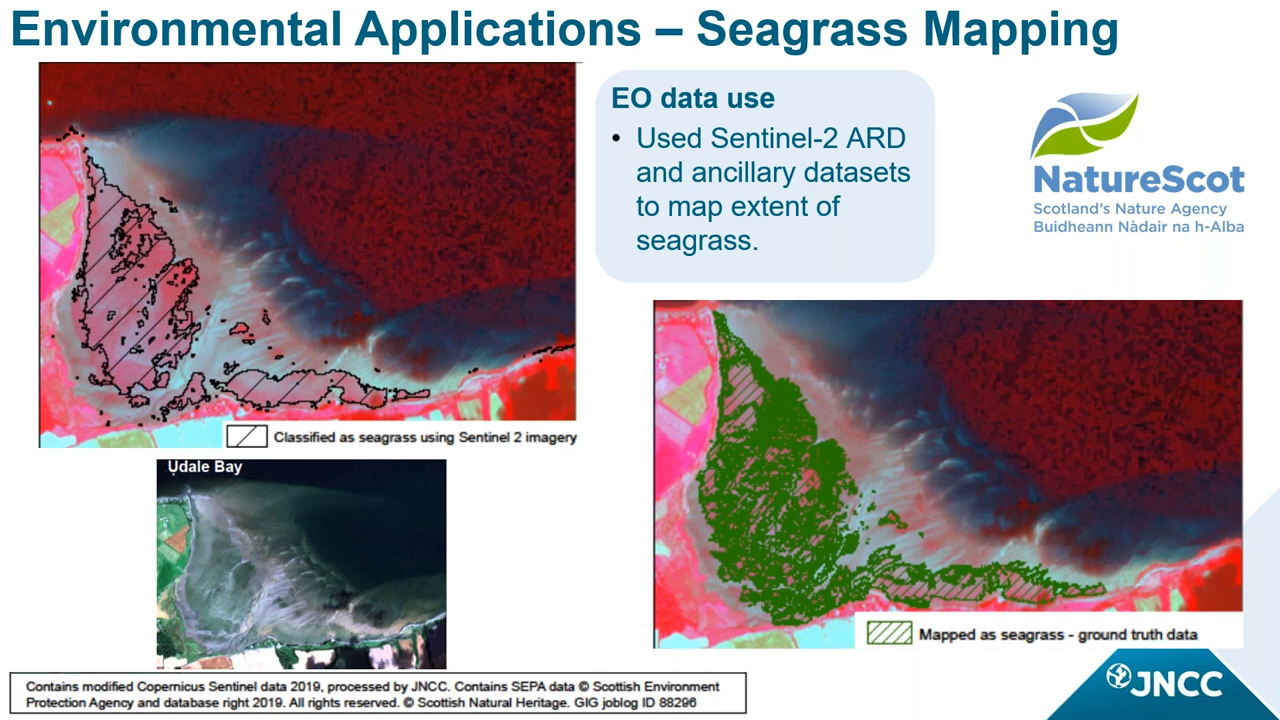 Environmental Applications – Seagrass Mapping
EO data use
• Used Sentinel-2 ARD
and ancillary datasets
to map extent of
seagrass.
NatureScot
Scotland's Nature Agency
Buidheann Nàdair na h-Alba
Classified as seagrass using Sentinel 2 imagery
Ụdale Bay
Mapped as seagrass - ground truth data
Contains modified Copernicus Sentinel data 2019, processed by JNCC. Contains SEPA data © Scottish Environment
Protection Agency and database right 2019. All rights reserved. © Scottish Natural Heritage. GIG joblog ID 88296
JNCC